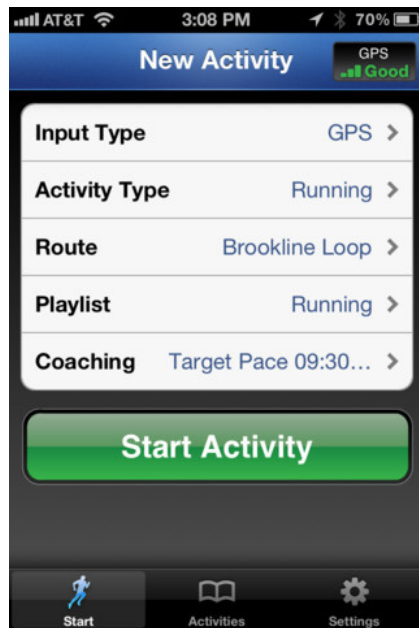 AT&T 3:08 PM 70%
New Activity GPS
Good
Input Type GPS
Activity Type Running
Route Brookline Loop
Playlist Running
Coaching Target Pace 09:30...
Start Activity
Start Activities Settings